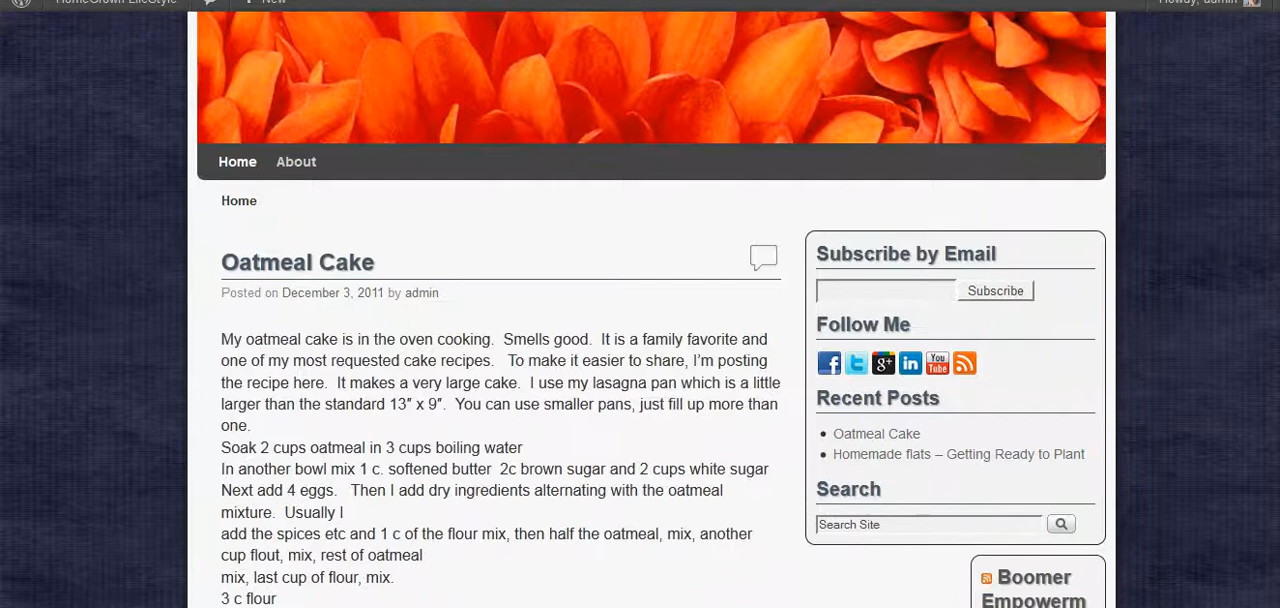 HomeGrown LifeStyle
New
Howdy, admin
Home About
Home
Oatmeal Cake
Posted on December 3, 2011 by admin
My oatmeal cake is in the oven cooking.  Smells good.  It is a family favorite and
one of my most requested cake recipes.   To make it easier to share, I’m posting
the recipe here.  It makes a very large cake.  I use my lasagna pan which is a little
larger than the standard 13″ x 9″.  You can use smaller pans, just fill up more than
one.
Soak 2 cups oatmeal in 3 cups boiling water
In another bowl mix 1 c. softened butter  2c brown sugar and 2 cups white sugar
Next add 4 eggs.   Then I add dry ingredients alternating with the oatmeal
mixture.  Usually I
add the spices etc and 1 c of the flour mix, then half the oatmeal, mix, another
cup flout, mix, rest of oatmeal
mix, last cup of flour, mix.
3 c flour
Subscribe by Email
Subscribe
Follow Me
f t g+ in You Tube
Recent Posts
Oatmeal Cake
Homemade flats – Getting Ready to Plant
Search
Search Site
Boomer
Empowerm